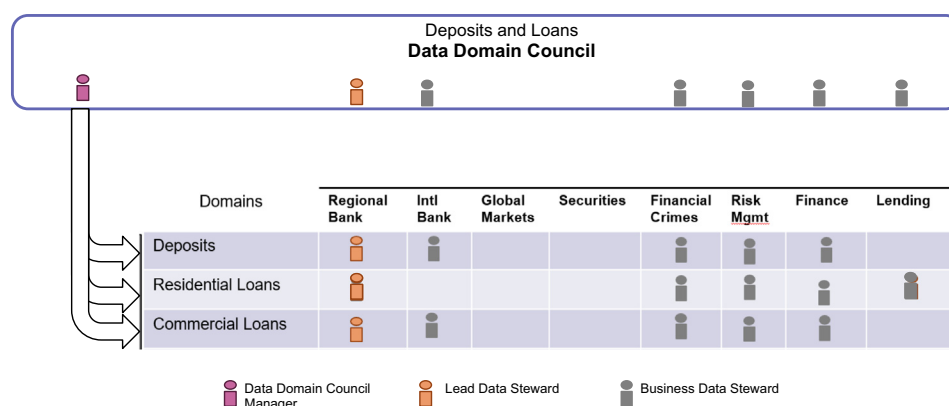 Deposits and Loans
Data Domain Council
Domains
Regional Bank
Intl Bank
Global Markets
Securities
Financial Crimes
Risk Mgmt
Finance
Lending
Deposits
Residential Loans
Commercial Loans
Data Domain Council
Manager
Lead Data Steward
Business Data Steward